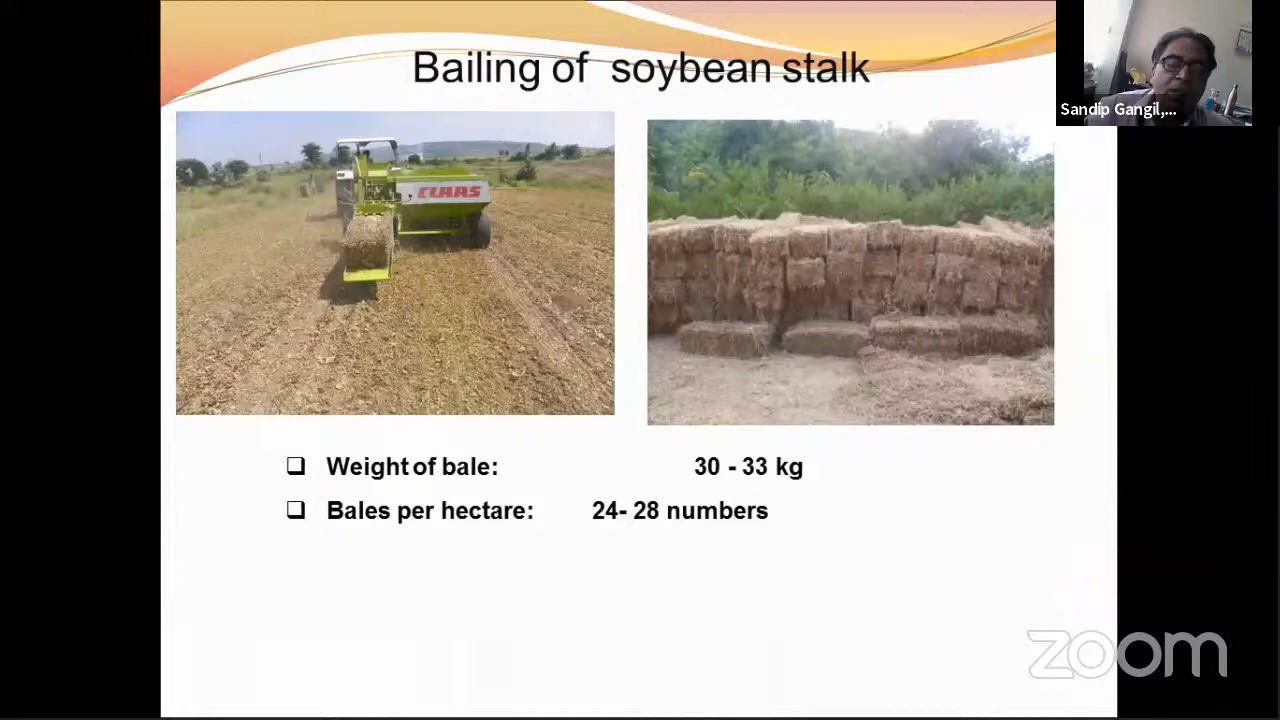 Bailing of soybean stalk
Sandip Gangil,...
CLAAS
Weight of bale: 30 - 33 kg
Bales per hectare: 24- 28 numbers
zoom